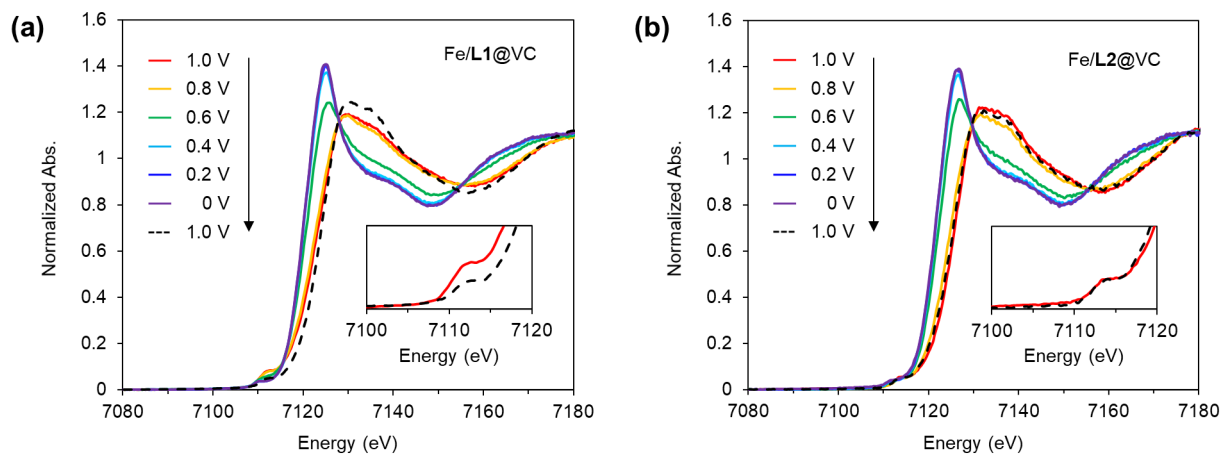 (a)
Fe/L1@VC
1.0 V
0.8 V
0.6 V
0.4 V
0.2 V
0 V
1.0 V
Normalized Abs.
1.6
1.4
1.2
1
0.8
0.6
0.4
0.2
0
7080 7100 7120 7140 7160 7180
Energy (eV)
7100 7110 7120
Energy (eV)
(b)
Fe/L2@VC
1.0 V
0.8 V
0.6 V
0.4 V
0.2 V
0 V
1.0 V
Normalized Abs.
1.6
1.4
1.2
1
0.8
0.6
0.4
0.2
0
7080 7100 7120 7140 7160 7180
Energy (eV)
7100 7110 7120
Energy (eV)